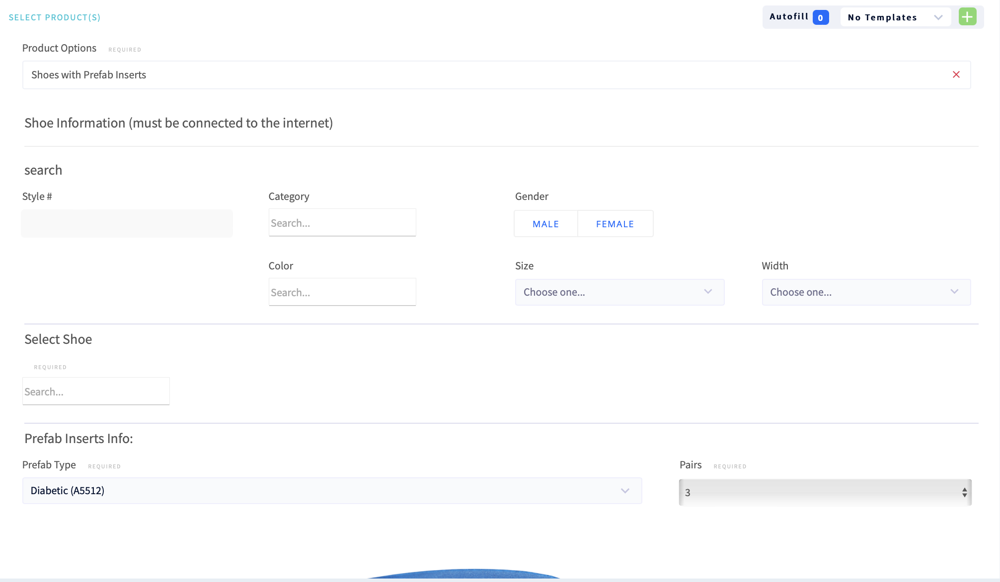 SELECT PRODUCT(S)
Autofill 0 No Templates
Product Options REQUIRED
Shoes with Prefab Inserts
Shoe Information (must be connected to the internet)
search
Style # Category Gender
Search... MALE FEMALE
Color Size Width
Search... Choose one... Choose one...
Select Shoe
REQUIRED
Search...
Prefab Inserts Info:
Prefab Type REQUIRED Pairs REQUIRED
Diabetic (A5512) 3